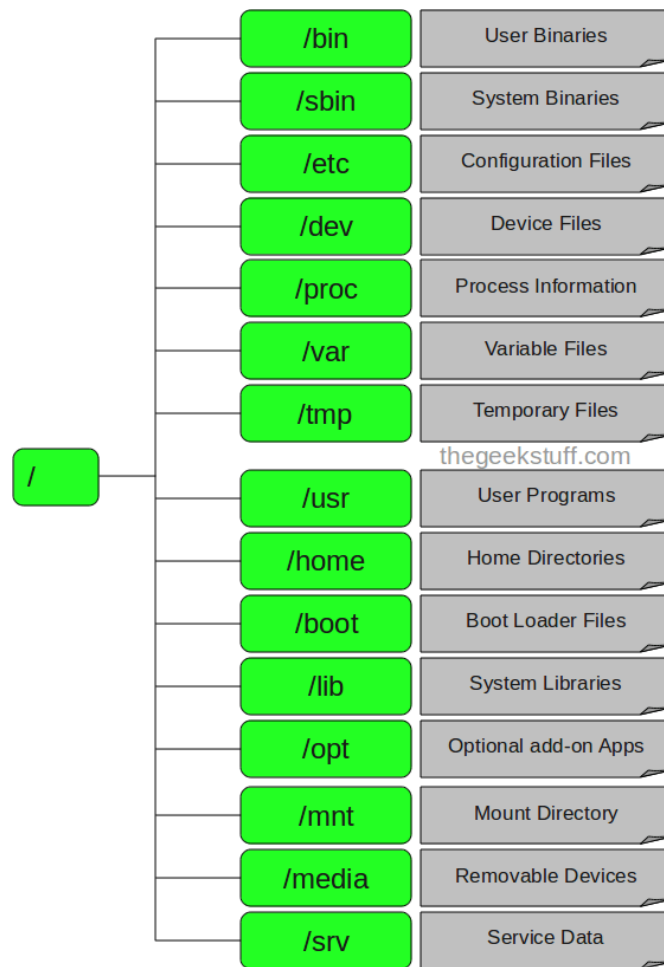 /bin User Binaries
/sbin System Binaries
/etc Configuration Files
/dev Device Files
/proc Process Information
/var Variable Files
/tmp Temporary Files
thegeekstuff.com
/
/usr User Programs
/home Home Directories
/boot Boot Loader Files
/lib System Libraries
/opt Optional add-on Apps
/mnt Mount Directory
/media Removable Devices
/srv Service Data